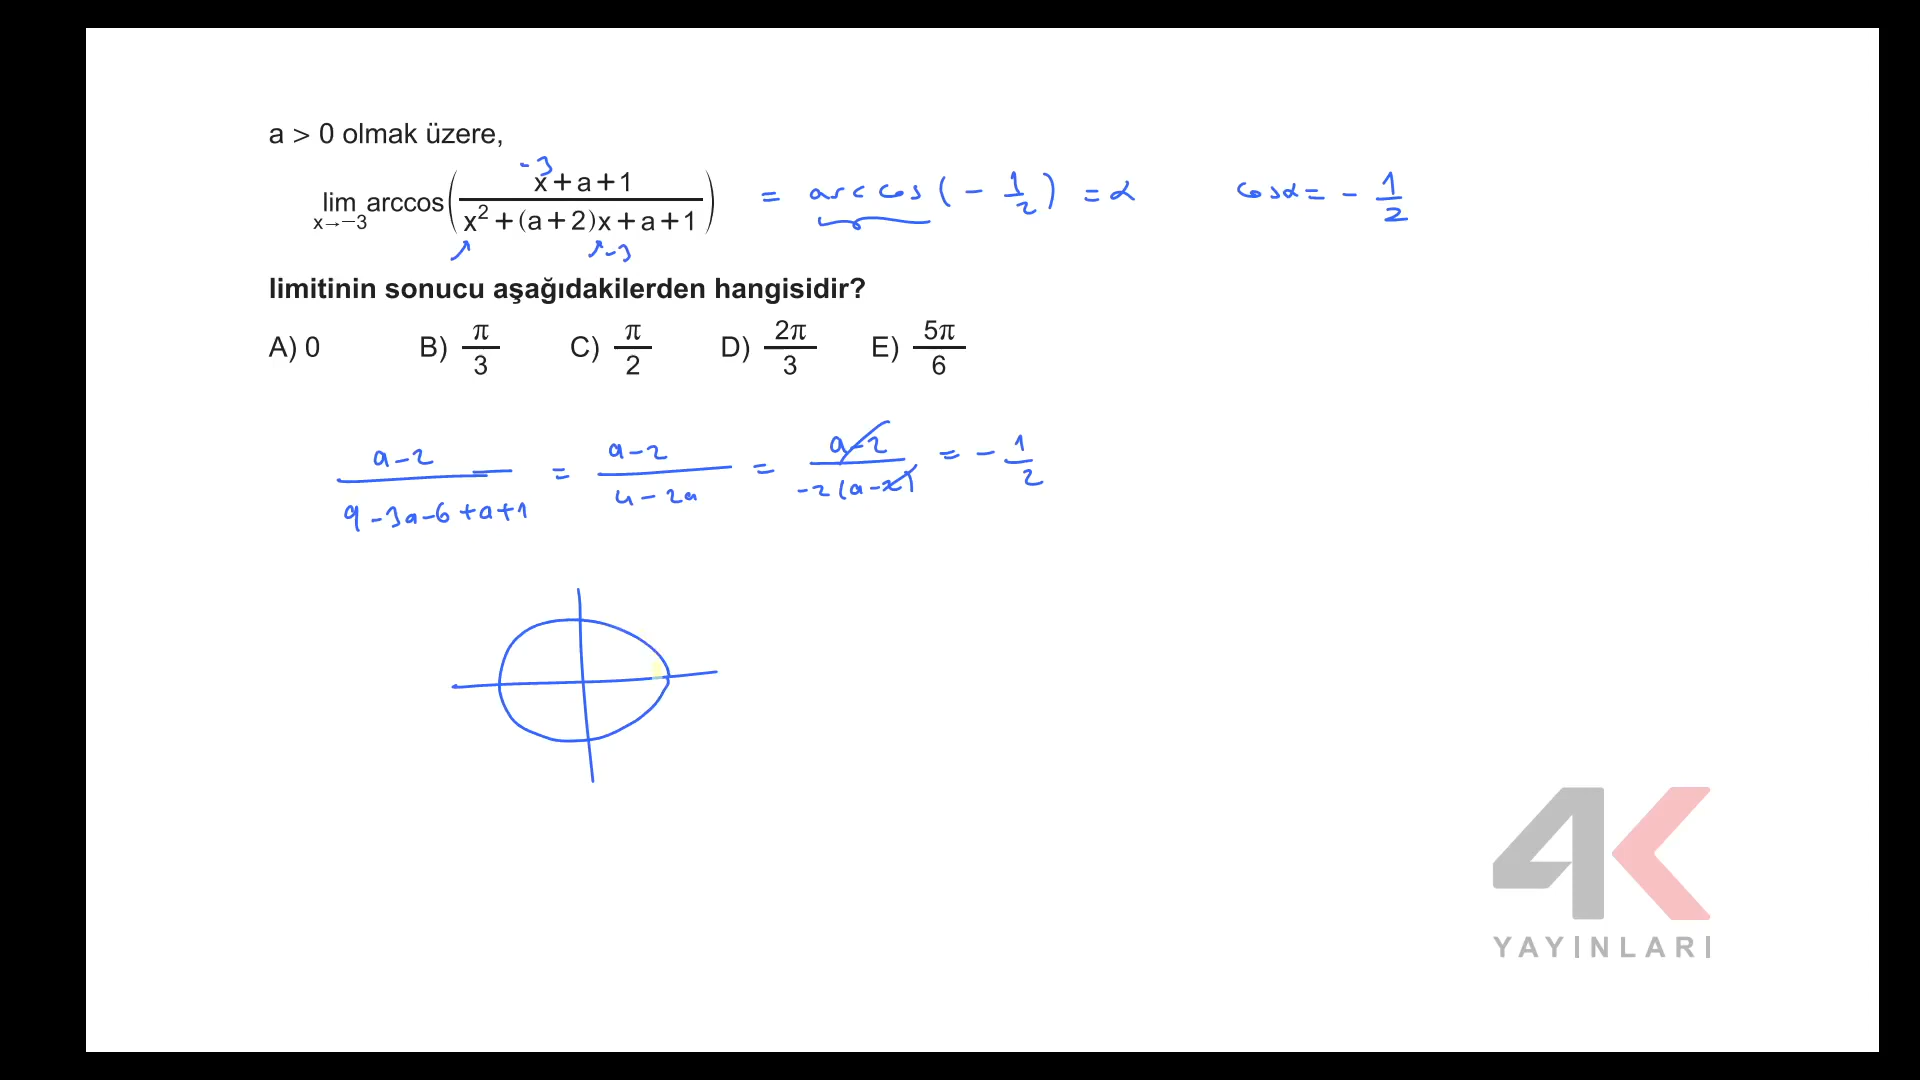 a > 0 olmak üzere,
-3
lim x→−3 arccos( (x+a+1) / (x²+(a+2)x+a+1) ) = arccos(-1/2) = α cosα = -1/2
-3
limitinin sonucu aşağıdakilerden hangisidir?
A) 0 B) π/3 C) π/2 D) 2π/3 E) 5π/6
(a-2)/(9-3a-6+a+1) = (a-2)/(4-2a) = (a-2)/(-2(a-2)) = -1/2
4K
YAYINLARI